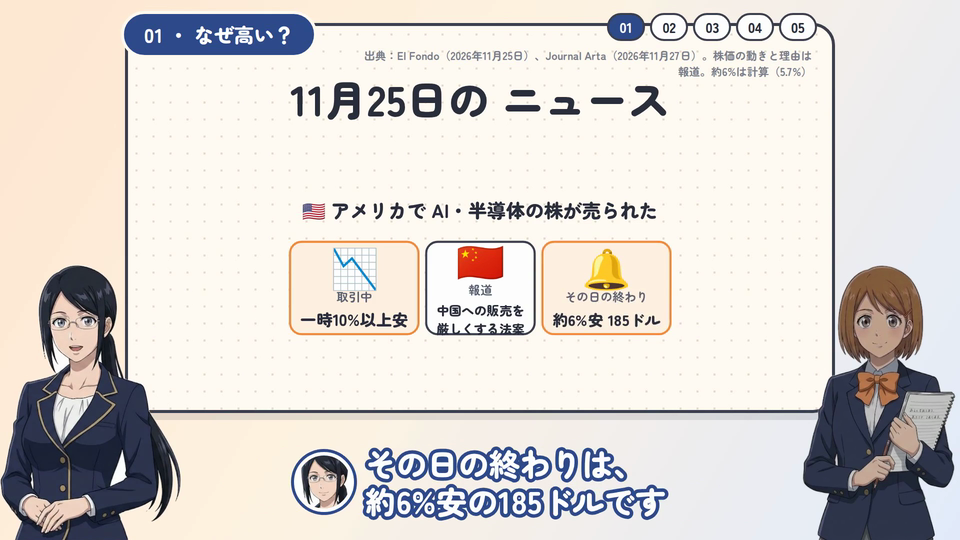 01 ・ なぜ高い？
01 02 03 04 05
出典：El Fondo（2026年11月25日）、Journal Arta（2026年11月27日）。株価の動きと理由は
報道。約6%は計算（5.7%）
11月25日の ニュース
🇺🇸 アメリカで AI・半導体の株が売られた
取引中
一時10%以上安
報道
中国への販売を
厳しくする法案
その日の終わり
約6%安 185ドル
その日の終わりは、
約6%安の185ドルです